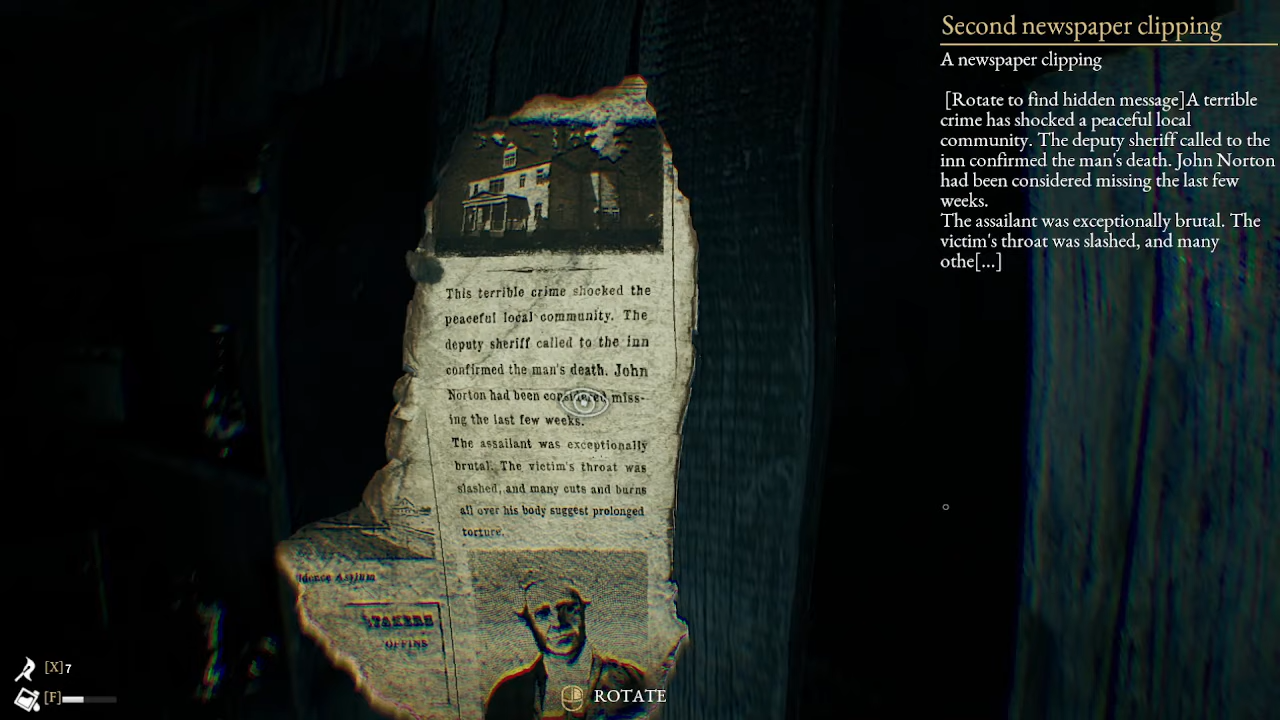 Second newspaper clipping
A newspaper clipping
[Rotate to find hidden message]A terrible
crime has shocked a peaceful local
community. The deputy sheriff called to the
inn confirmed the man's death. John Norton
had been considered missing the last few
weeks.
The assailant was exceptionally brutal. The
victim's throat was slashed, and many
othe[...]
This terrible crime shocked the
peaceful local community. The
deputy sheriff called to the inn
confirmed the man's death. John
Norton had been considered miss-
ing the last few weeks.
The assailant was exceptionally
brutal. The victim's throat was
slashed, and many cuts and burns
all over his body suggest prolonged
torture.
idence Asylum
TAKERS
OFFINS
[X]7
[F]
ROTATE